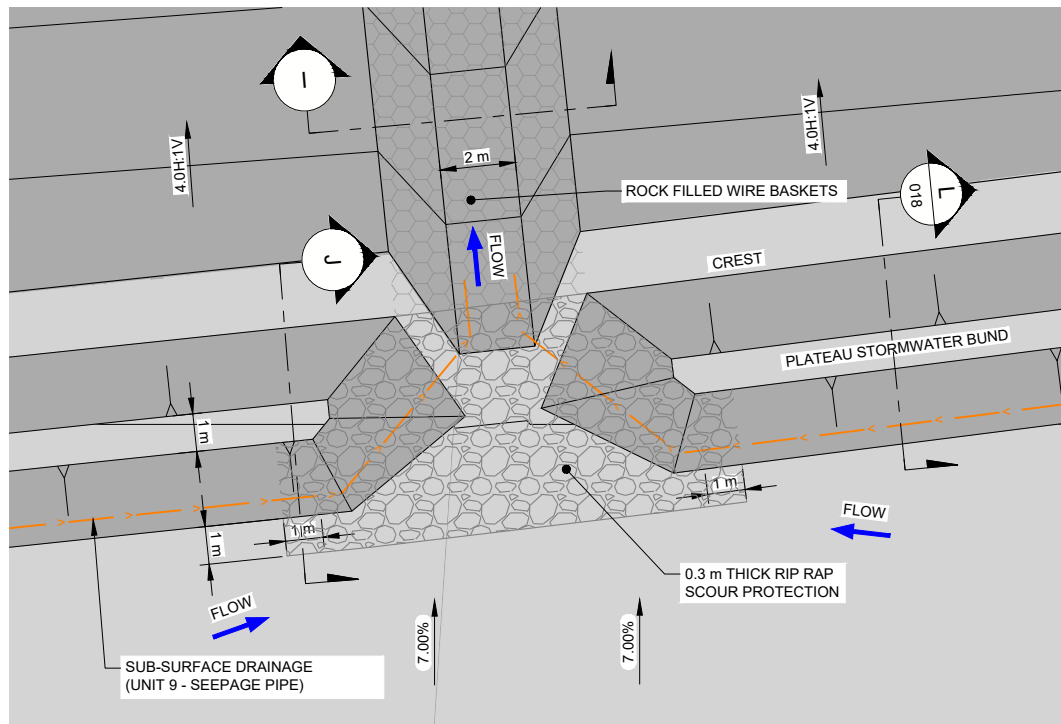 I
4.0H:1V
4.0H:1V
2 m
ROCK FILLED WIRE BASKETS
L
018
FLOW
J
CREST
PLATEAU STORMWATER BUND
1 m
1 m
1 m
1 m
FLOW
0.3 m THICK RIP RAP
SCOUR PROTECTION
FLOW
7.00%
7.00%
SUB-SURFACE DRAINAGE
(UNIT 9 - SEEPAGE PIPE)